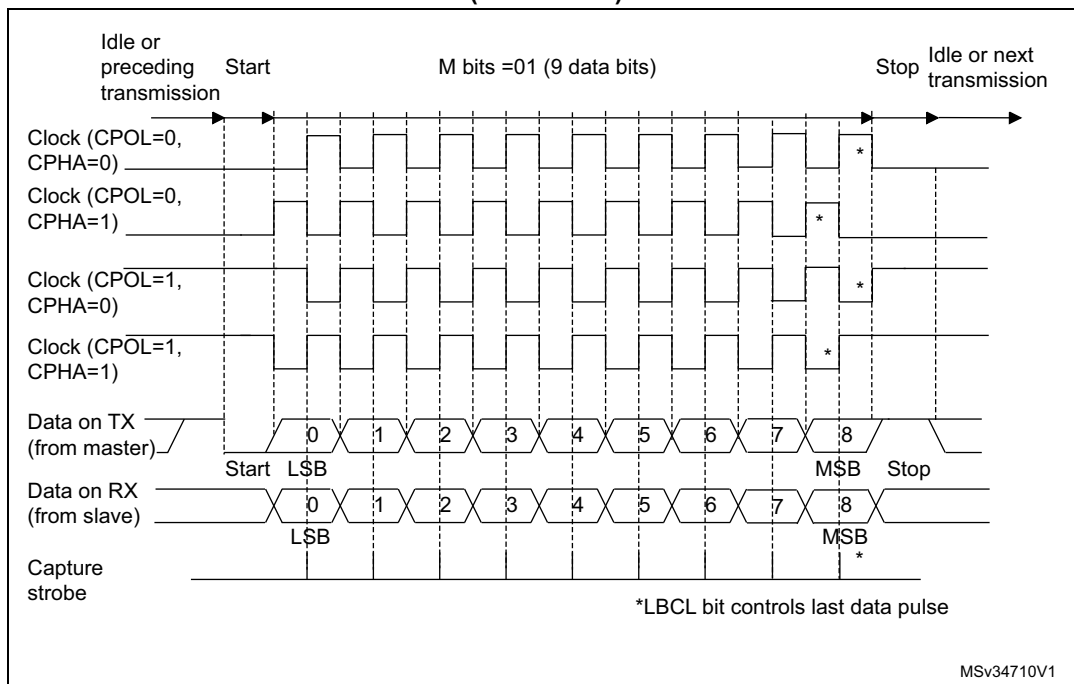 Idle or
preceding
transmission
Start
M bits =01 (9 data bits)
Stop
Idle or next
transmission
Clock (CPOL=0,
CPHA=0)
*
Clock (CPOL=0,
CPHA=1)
*
Clock (CPOL=1,
CPHA=0)
*
Clock (CPOL=1,
CPHA=1)
*
Data on TX
(from master)
0 1 2 3 4 5 6 7 8
Start LSB MSB Stop
Data on RX
(from slave)
0 1 2 3 4 5 6 7 8
LSB MSB
Capture
strobe
*
*LBCL bit controls last data pulse
MSv34710V1